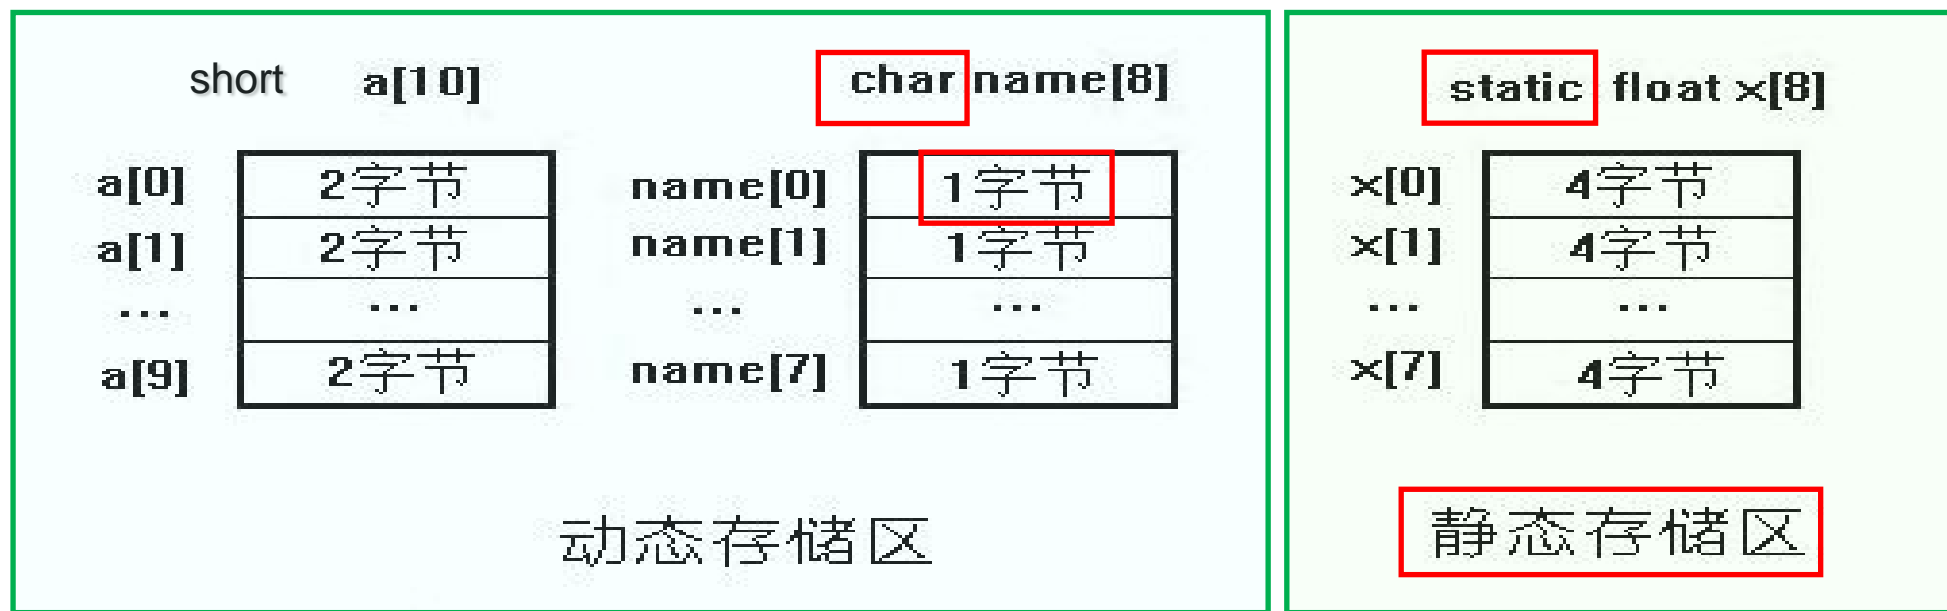 short a[10] char name[8] static float x[8]
a[0] 2字节 name[0] 1字节 x[0] 4字节
a[1] 2字节 name[1] 1字节 x[1] 4字节
... ... ... ... ... ...
a[9] 2字节 name[7] 1字节 x[7] 4字节
动态存储区 静态存储区